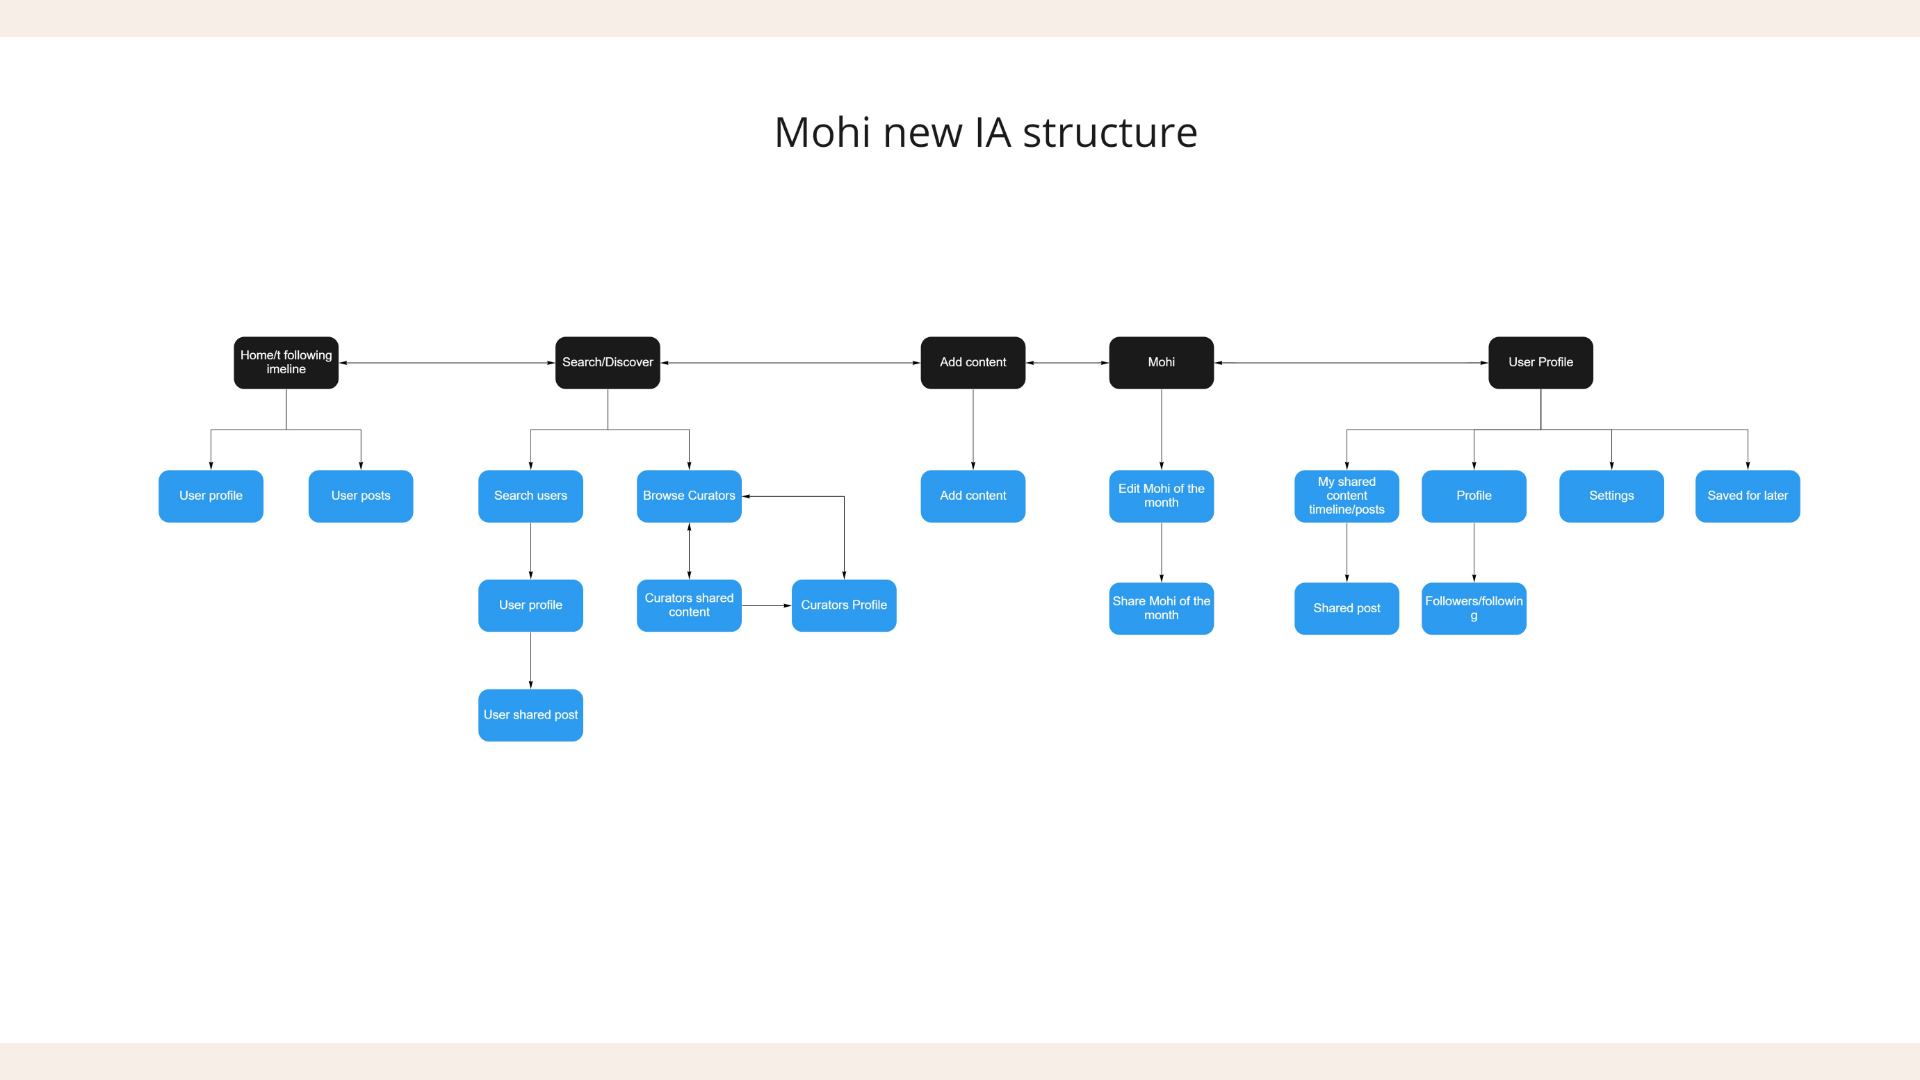 Mohi new IA structure
Home/t following
imeline
Search/Discover
Add content
Mohi
User Profile
User profile
User posts
Search users
Browse Curators
Add content
Edit Mohi of the
month
My shared
content
timeline/posts
Profile
Settings
Saved for later
User profile
Curators shared
content
Curators Profile
Share Mohi of the
month
Shared post
Followers/followin
g
User shared post